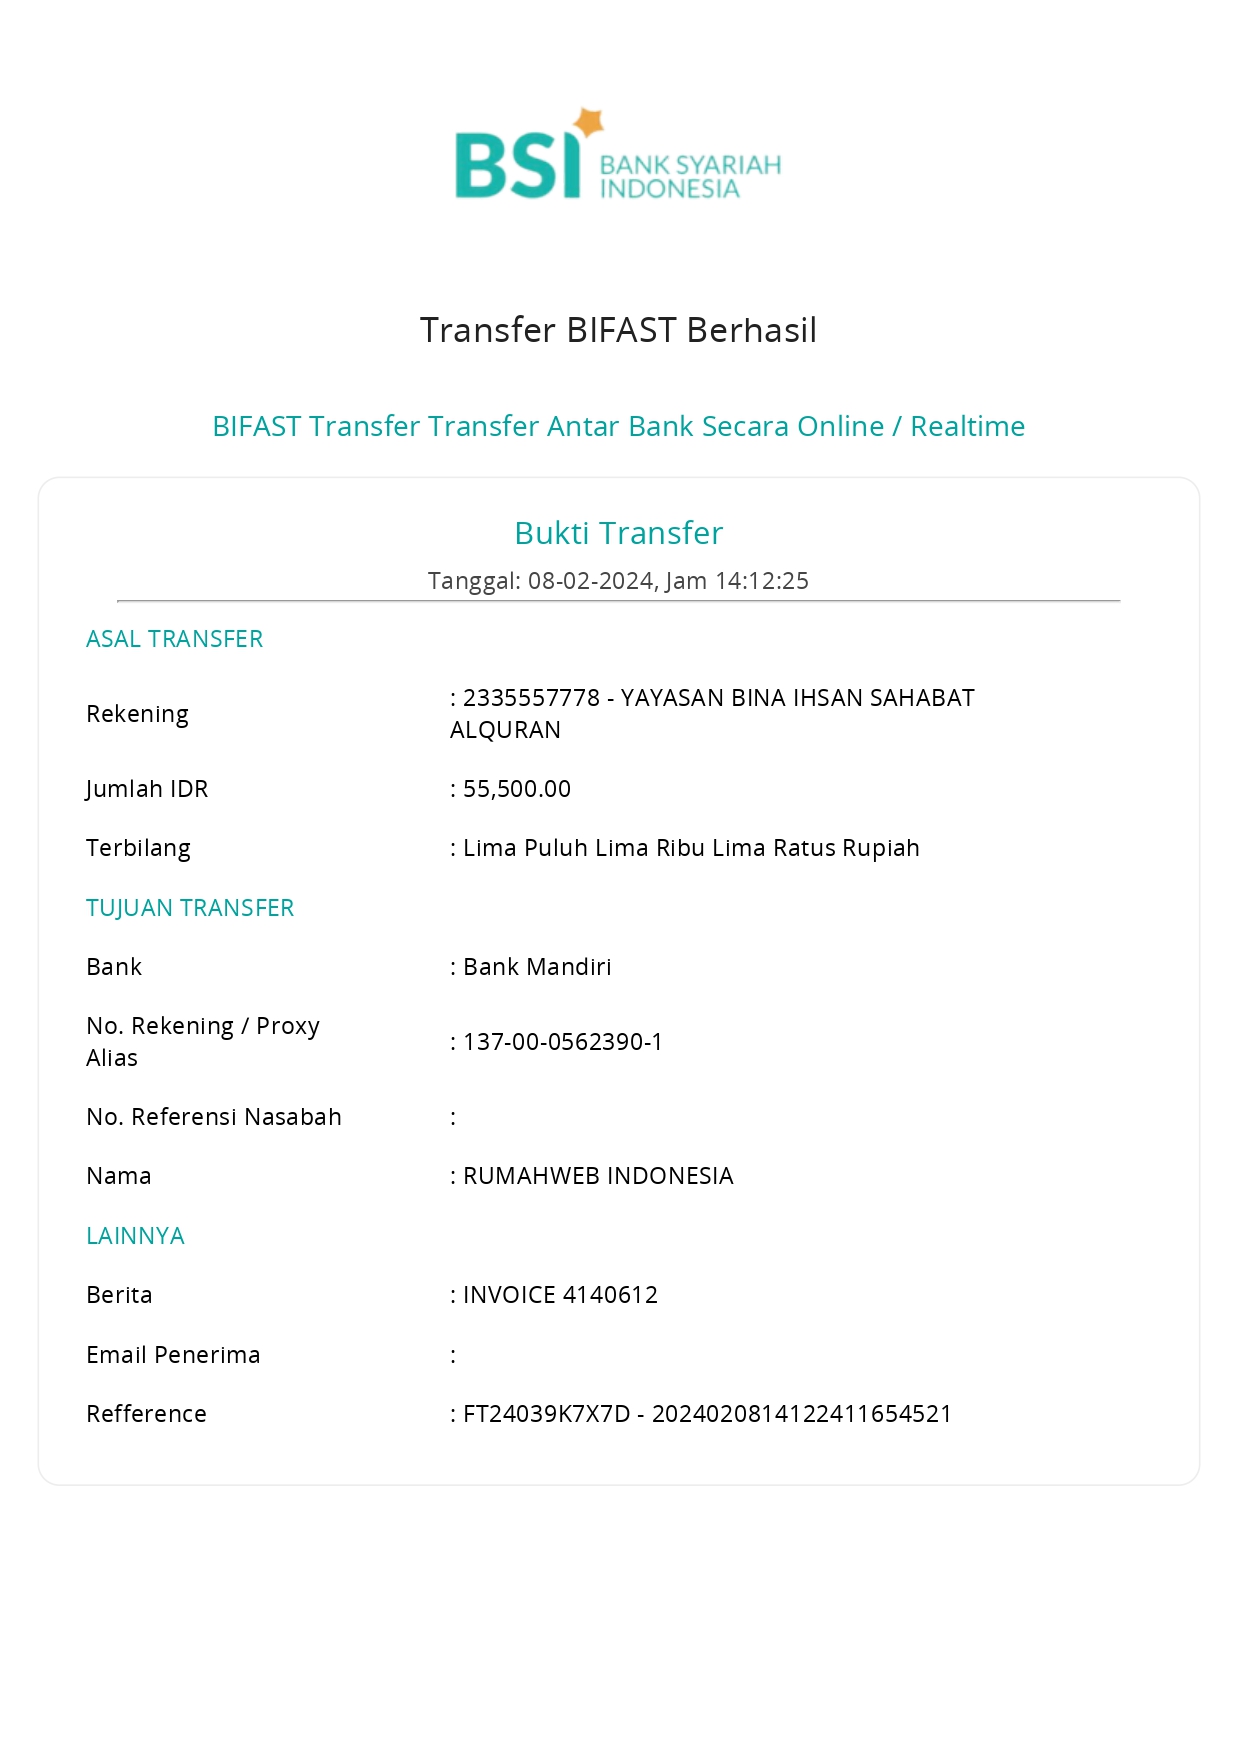 BSI BANK SYARIAH
INDONESIA
Transfer BIFAST Berhasil
BIFAST Transfer Transfer Antar Bank Secara Online / Realtime
Bukti Transfer
Tanggal: 08-02-2024, Jam 14:12:25
ASAL TRANSFER
Rekening : 2335557778 - YAYASAN BINA IHSAN SAHABAT
ALQURAN
Jumlah IDR : 55,500.00
Terbilang : Lima Puluh Lima Ribu Lima Ratus Rupiah
TUJUAN TRANSFER
Bank : Bank Mandiri
No. Rekening / Proxy
Alias : 137-00-0562390-1
No. Referensi Nasabah :
Nama : RUMAHWEB INDONESIA
LAINNYA
Berita : INVOICE 4140612
Email Penerima :
Refference : FT24039K7X7D - 2024020814122411654521